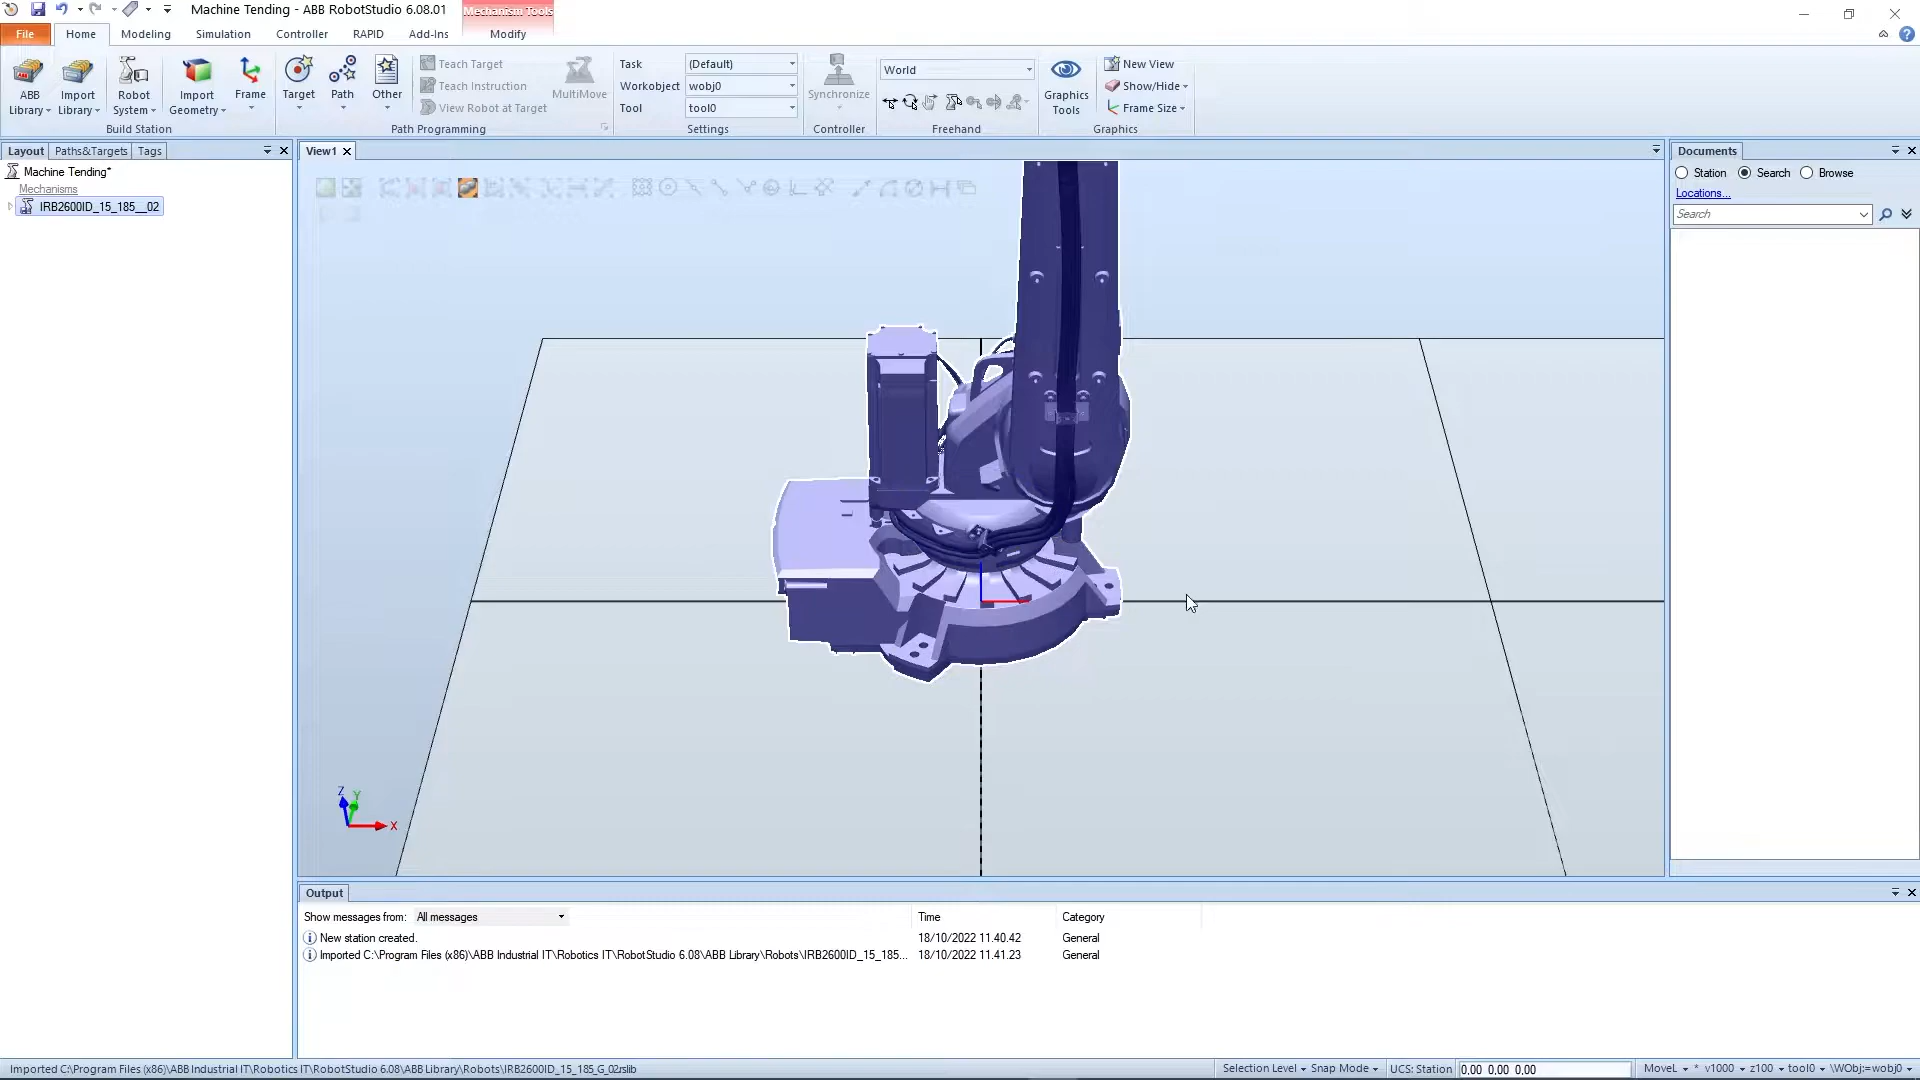 Machine Tending - ABB RobotStudio 6.08.01
Mechanism Tools
File
Home
Modeling
Simulation
Controller
RAPID
Add-Ins
Modify
ABB Library
Import Library
Robot System
Import Geometry
Frame
Build Station
Target
Path
Other
Teach Target
Teach Instruction
View Robot at Target
MultiMove
Path Programming
Task (Default)
Workobject wobj0
Tool tool0
Settings
Synchronize
Controller
World
Freehand
Graphics Tools
New View
Show/Hide
Frame Size
Graphics
Layout
Paths&Targets
Tags
Machine Tending*
Mechanisms
IRB2600ID_15_185__02
View1
Z
Y
X
Documents
Station
Search
Browse
Locations...
Search
Output
Show messages from: All messages
Time
Category
New station created. 18/10/2022 11.40.42 General
Imported C:\Program Files (x86)\ABB Industrial IT\Robotics IT\RobotStudio 6.08\ABB Library\Robots\IRB2600ID_15_185... 18/10/2022 11.41.23 General
Imported C:\Program Files (x86)\ABB Industrial IT\Robotics IT\RobotStudio 6.08\ABB Library\Robots\IRB2600ID_15_185_G_02.rslib
Selection Level
Snap Mode
UCS: Station
0,00 0,00 0,00
MoveL * v1000 z100 tool0 \WObj:=wobj0